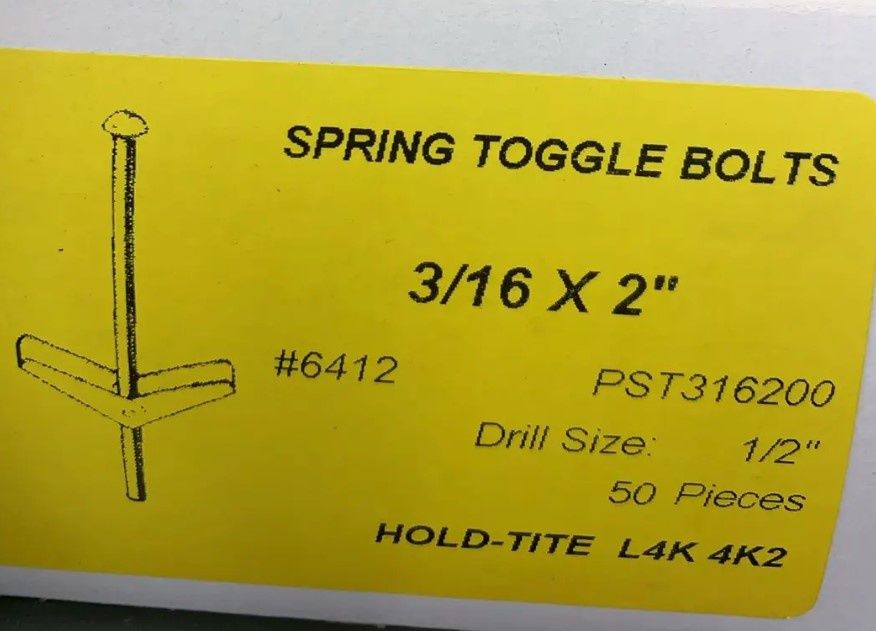 SPRING TOGGLE BOLTS
3/16 X 2"
#6412 PST316200
Drill Size: 1/2"
50 Pieces
HOLD-TITE L4K 4K2